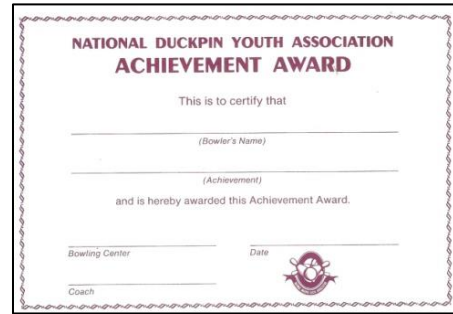 NATIONAL DUCKPIN YOUTH ASSOCIATION
ACHIEVEMENT AWARD
This is to certify that
(Bowler's Name)
(Achievement)
and is hereby awarded this Achievement Award.
Bowling Center
Date
Coach